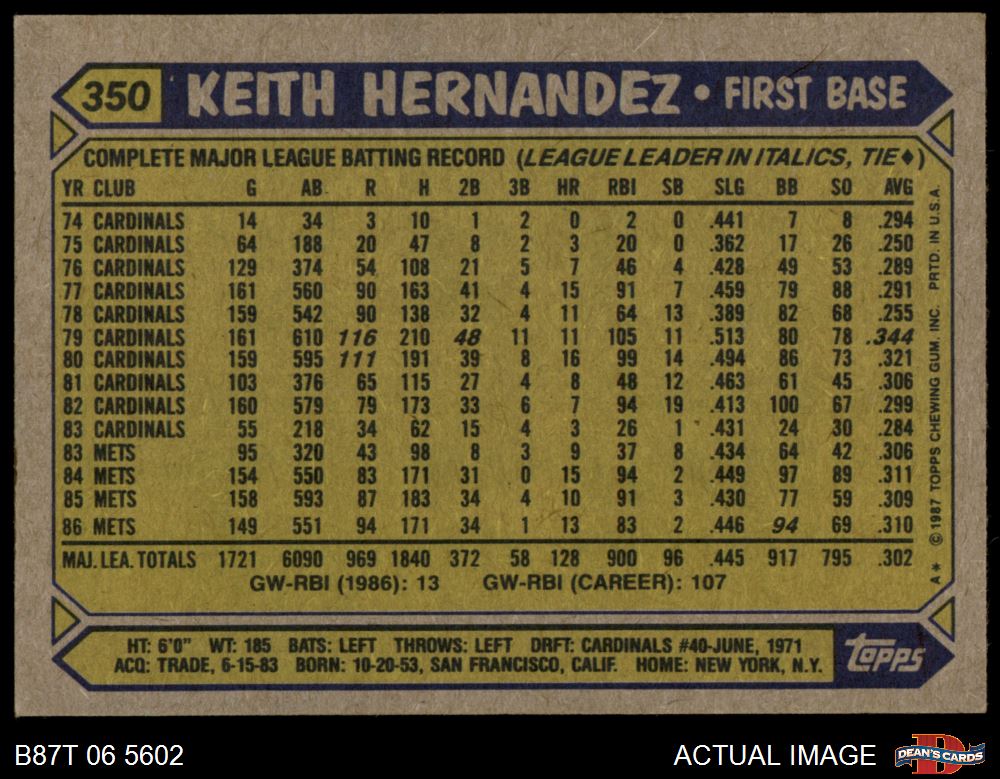 350 KEITH HERNANDEZ • FIRST BASE
COMPLETE MAJOR LEAGUE BATTING RECORD (LEAGUE LEADER IN ITALICS, TIE♦)
YR CLUB G AB R H 2B 3B HR RBI SB SLG BB SO AVG
74 CARDINALS 14 34 3 10 1 2 0 2 0 .441 7 8 .294
75 CARDINALS 64 188 20 47 8 2 3 20 0 .362 17 26 .250
76 CARDINALS 129 374 54 108 21 5 7 46 4 .428 49 53 .289
77 CARDINALS 161 560 90 163 41 4 15 91 7 .459 79 88 .291
78 CARDINALS 159 542 90 138 32 4 11 64 13 .389 82 68 .255
79 CARDINALS 161 610 116 210 48 11 11 105 11 .513 80 78 .344
80 CARDINALS 159 595 111 191 39 8 16 99 14 .494 86 73 .321
81 CARDINALS 103 376 65 115 27 4 8 48 12 .463 61 45 .306
82 CARDINALS 160 579 79 173 33 6 7 94 19 .413 100 67 .299
83 CARDINALS 55 218 34 62 15 4 3 26 1 .431 24 30 .284
83 METS 95 320 43 98 8 3 9 37 8 .434 64 42 .306
84 METS 154 550 83 171 31 0 15 94 2 .449 97 89 .311
85 METS 158 593 87 183 34 4 10 91 3 .430 77 59 .309
86 METS 149 551 94 171 34 1 13 83 2 .446 94 69 .310
MAJ. LEA. TOTALS 1721 6090 969 1840 372 58 128 900 96 .445 917 795 .302
GW-RBI (1986): 13 GW-RBI (CAREER): 107
A* ©1987 TOPPS CHEWING GUM, INC. PRTD. IN U.S.A.
HT: 6'0" WT: 185 BATS: LEFT THROWS: LEFT DRFT: CARDINALS #40-JUNE, 1971
ACQ: TRADE, 6-15-83 BORN: 10-20-53, SAN FRANCISCO, CALIF. HOME: NEW YORK, N.Y.
Topps
B87T 06 5602 ACTUAL IMAGE DEAN'S CARDS